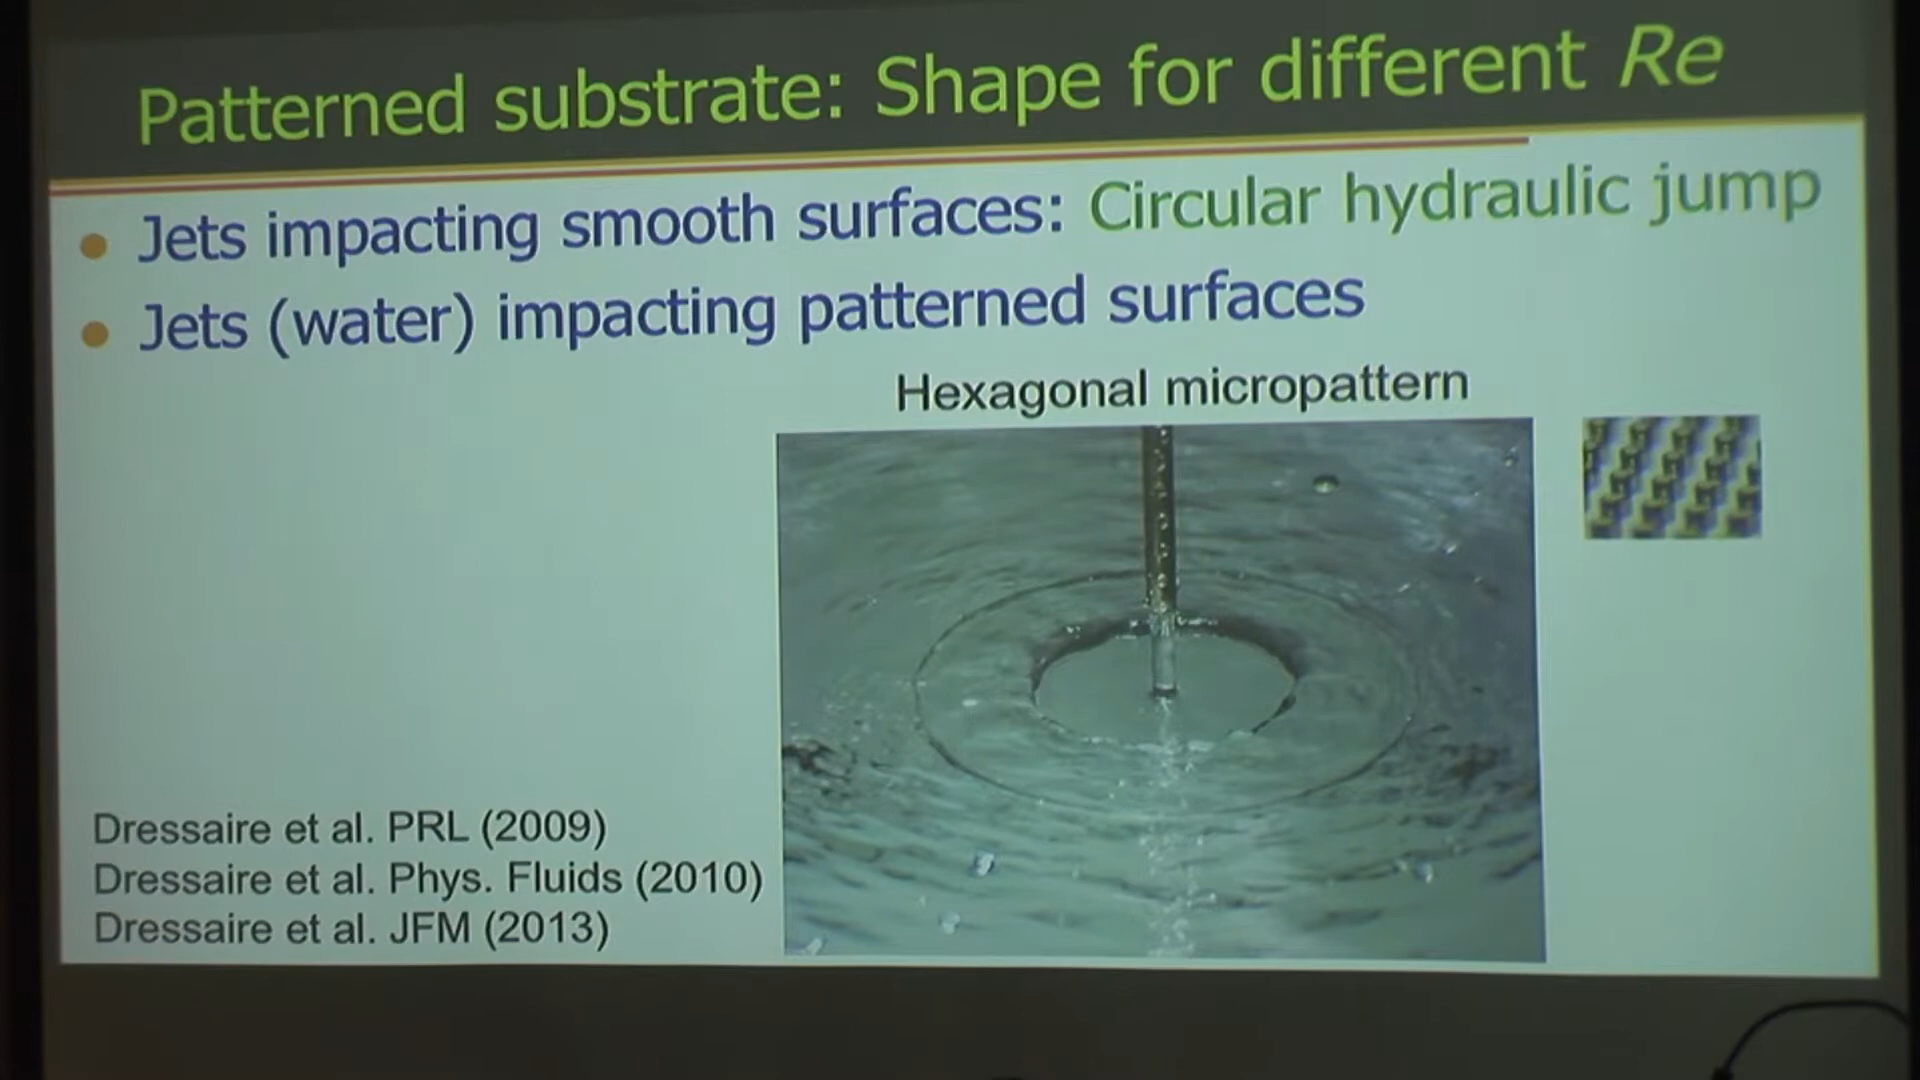 Patterned substrate: Shape for different Re
Jets impacting smooth surfaces: Circular hydraulic jump
Jets (water) impacting patterned surfaces
Hexagonal micropattern
Dressaire et al. PRL (2009)
Dressaire et al. Phys. Fluids (2010)
Dressaire et al. JFM (2013)